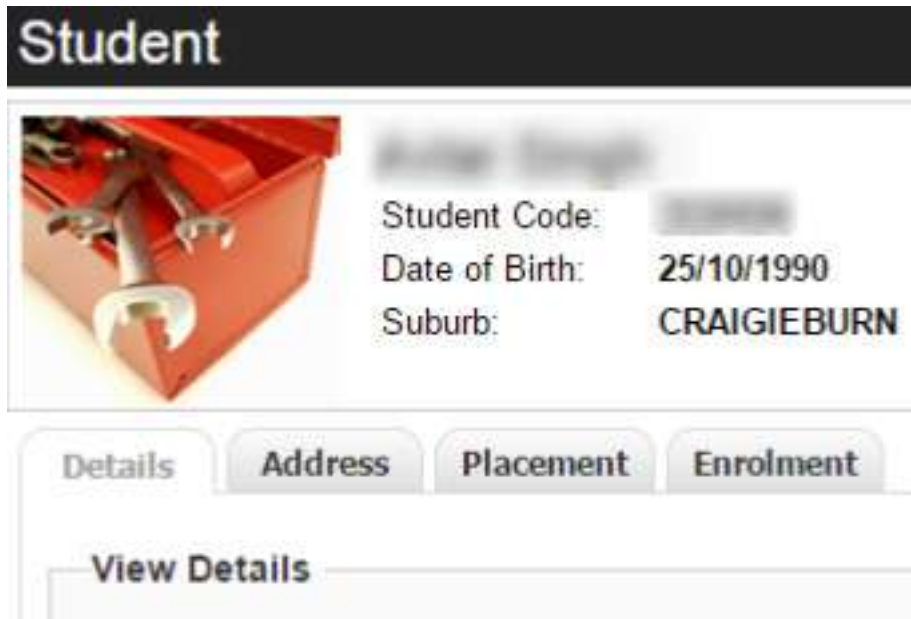 Student
Student Code:
Date of Birth: 25/10/1990
Suburb: CRAIGIEBURN
Details Address Placement Enrolment
View Details